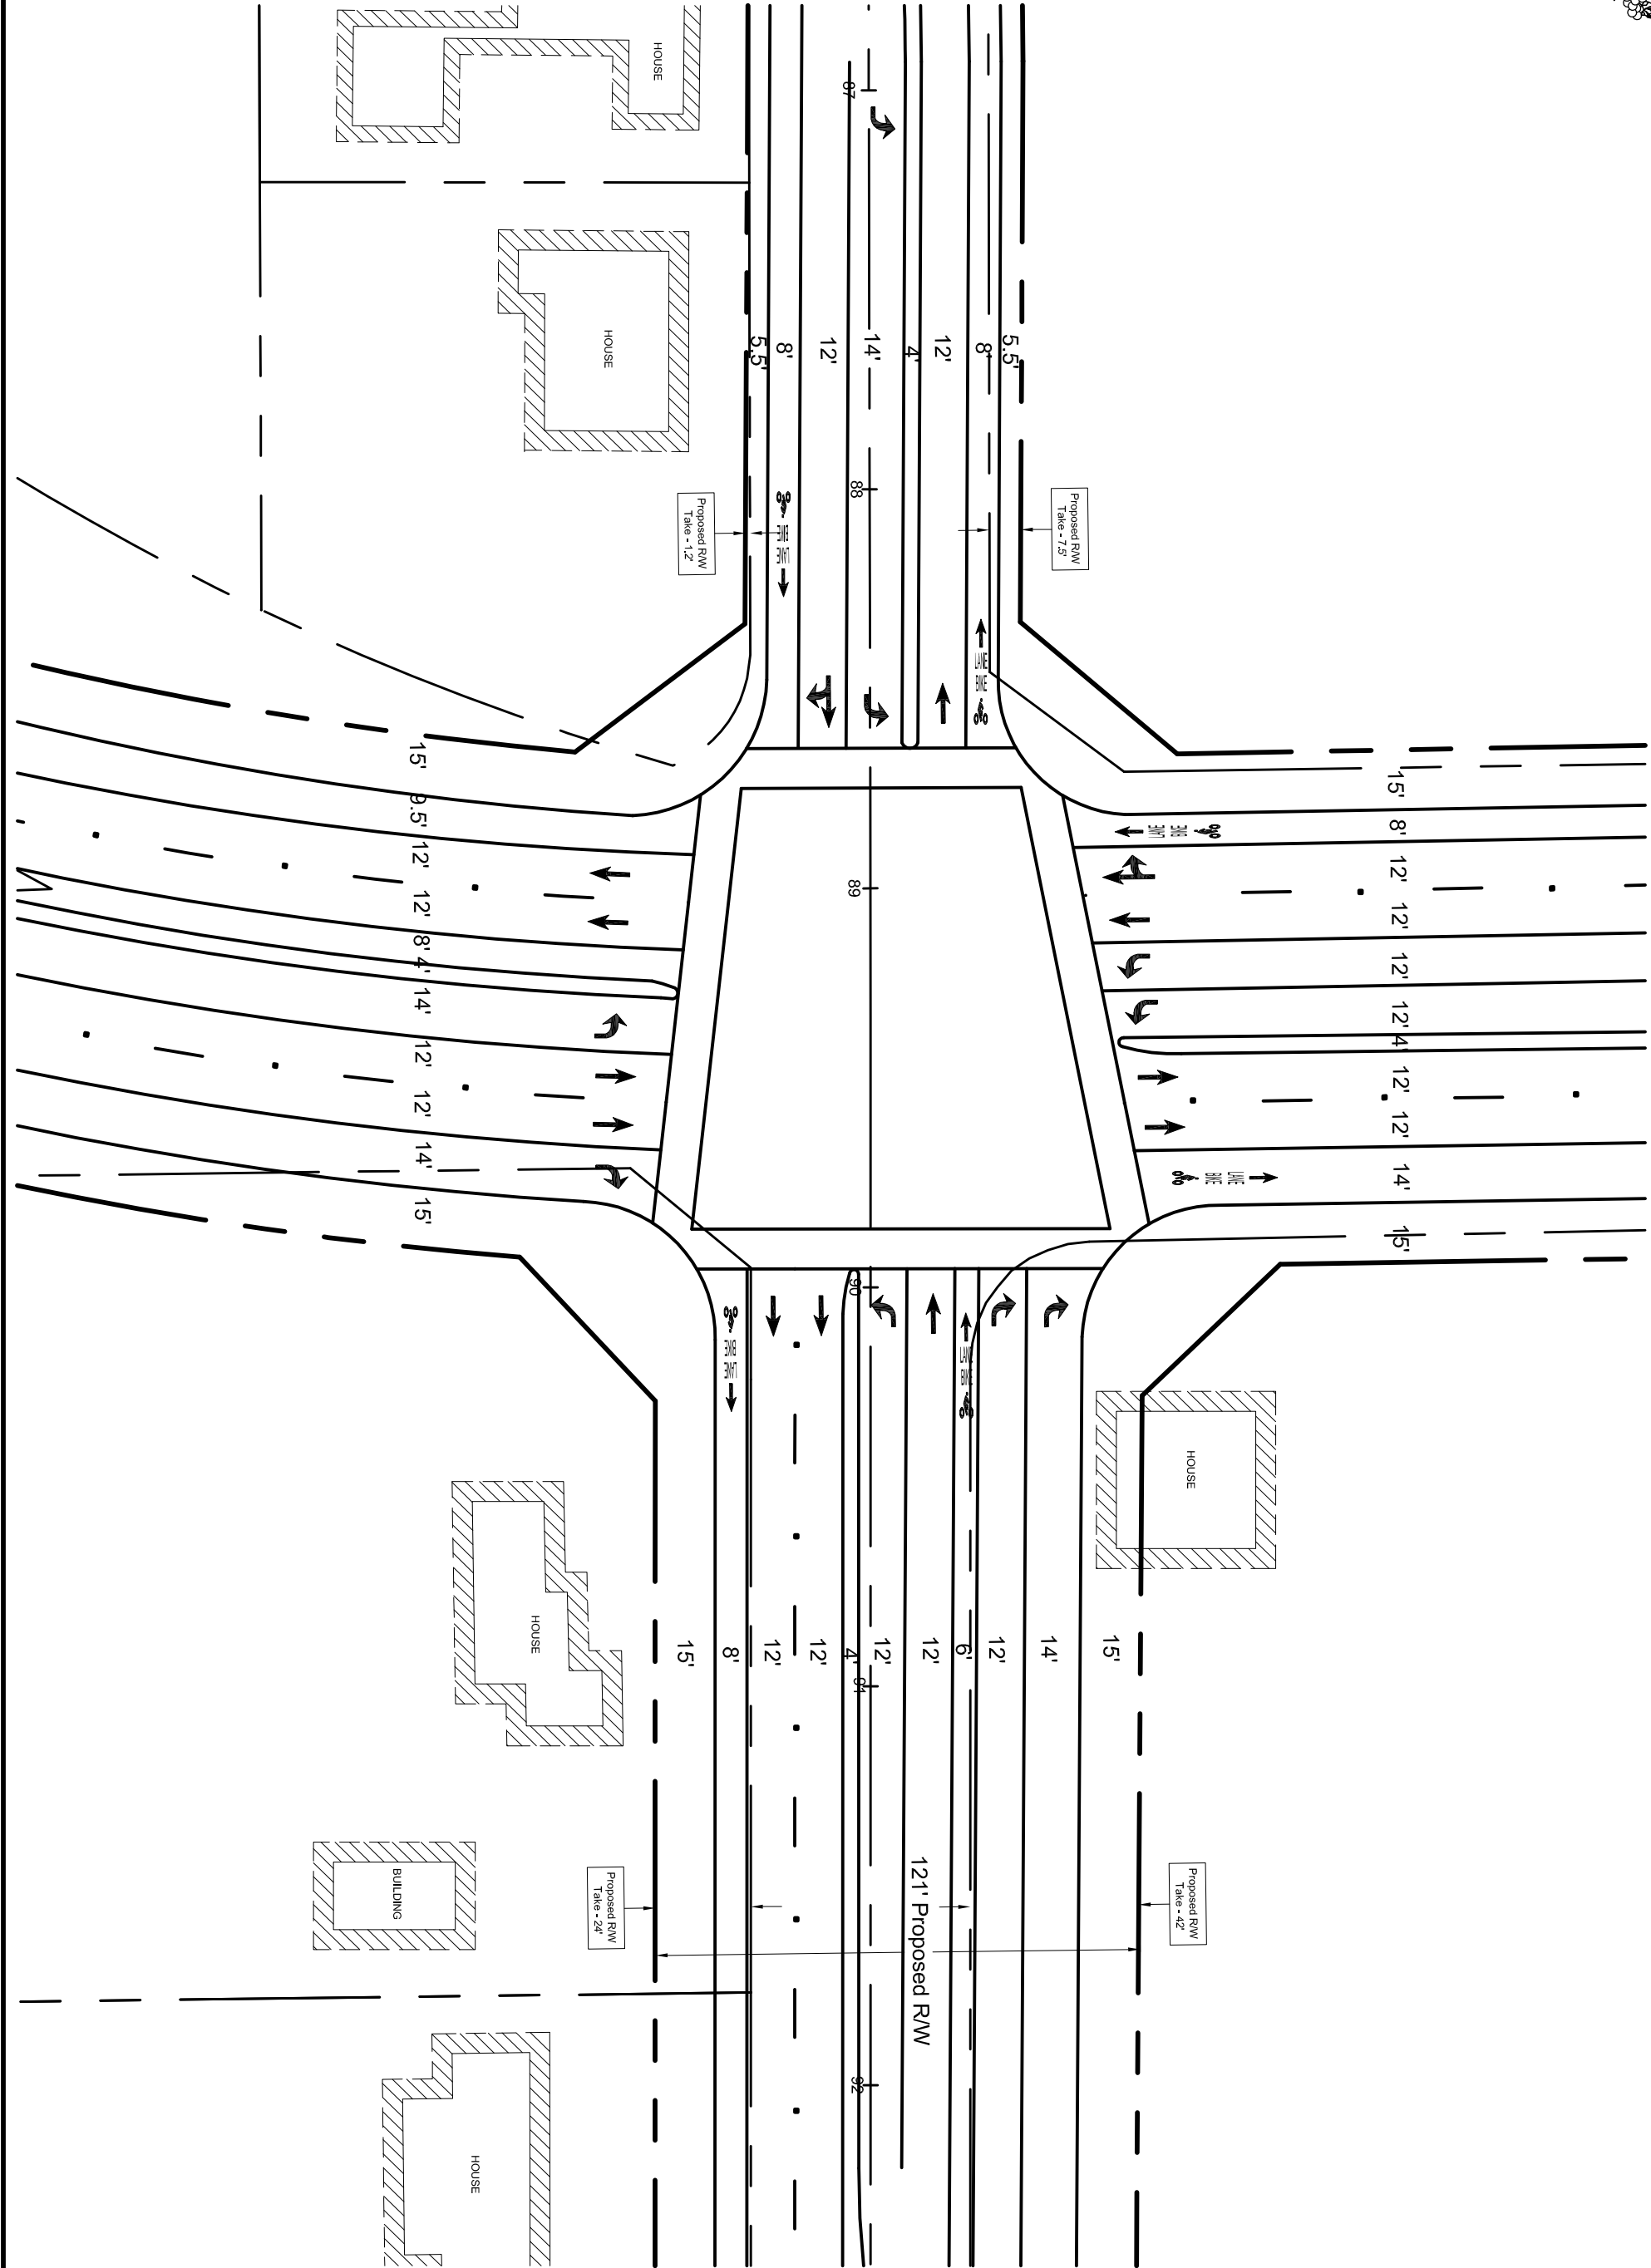 HOUSE
87
HOUSE
5.5'
8'
12'
14'
4'
12'
8'
5.5'
88
Proposed R/W
Take - 1.2'
Proposed R/W
Take - 7.5'
BIKE
LANE
LANE
BIKE
15'
9.5'
12'
12'
8'
4'
14'
12'
12'
14'
15'
15'
8'
12'
12'
12'
12'
4'
12'
12'
14'
15'
BIKE
LANE
LANE
BIKE
89
90
BIKE
LANE
LANE
BIKE
HOUSE
HOUSE
15'
8'
12'
12'
4'
12'
12'
6'
12'
14'
15'
91
BUILDING
Proposed R/W
Take - 24'
121' Proposed R/W
Proposed R/W
Take - 42'
92
HOUSE